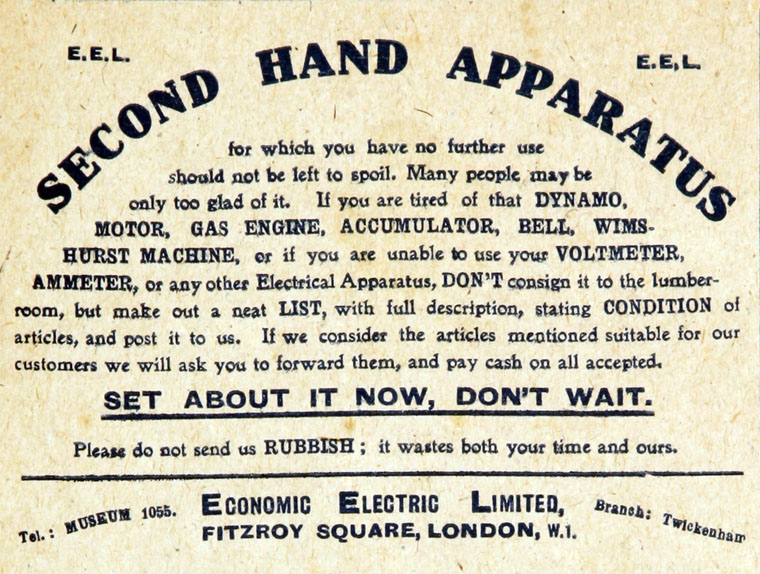 E.E.L. E.E.L.
SECOND HAND APPARATUS
for which you have no further use
should not be left to spoil. Many people may be
only too glad of it. If you are tired of that DYNAMO,
MOTOR, GAS ENGINE, ACCUMULATOR, BELL, WIMS-
HURST MACHINE, or if you are unable to use your VOLTMETER,
AMMETER, or any other Electrical Apparatus, DON'T consign it to the lumber-
room, but make out a neat LIST, with full description, stating CONDITION of
articles, and post it to us. If we consider the articles mentioned suitable for our
customers we will ask you to forward them, and pay cash on all accepted.
SET ABOUT IT NOW, DON'T WAIT.
Please do not send us RUBBISH; it wastes both your time and ours.
Tel.: MUSEUM 1055. ECONOMIC ELECTRIC LIMITED, Branch: Twickenham
FITZROY SQUARE, LONDON, W.1.